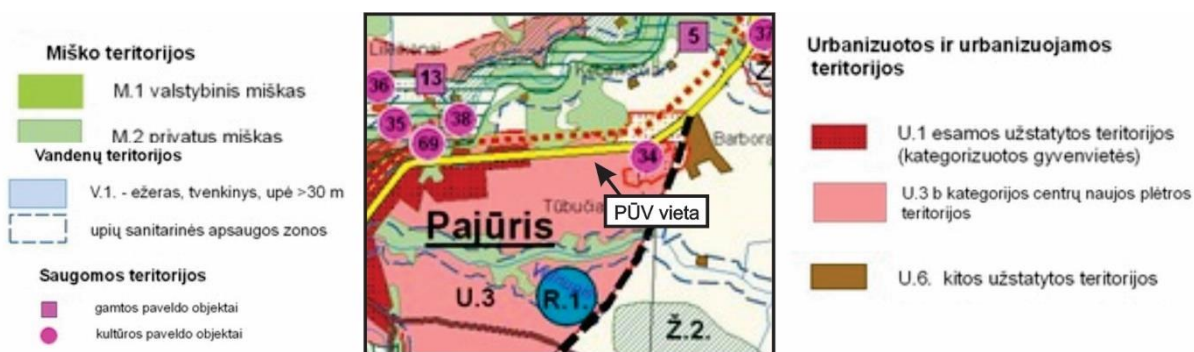 Miško teritorijos
M.1 valstybinis miškas
M.2 privatus miškas
Vandenų teritorijos
V.1. - ežeras, tvenkinys, upė >30 m
upių sanitarinės apsaugos zonos
Saugomos teritorijos
gamtos paveldo objektai
kultūros paveldo objektai
5
37
13
36
35
38
69
34
Barbora
Tūbučia
PŪV vieta
Pajūris
U.3
R.1.
Ž.2.
Urbanizuotos ir urbanizuojamos
teritorijos
U.1 esamos užstatytos teritorijos
(kategorizuotos gyvenvietės)
U.3 b kategorijos centrų naujos plėtros
teritorijos
U.6. kitos užstatytos teritorijos